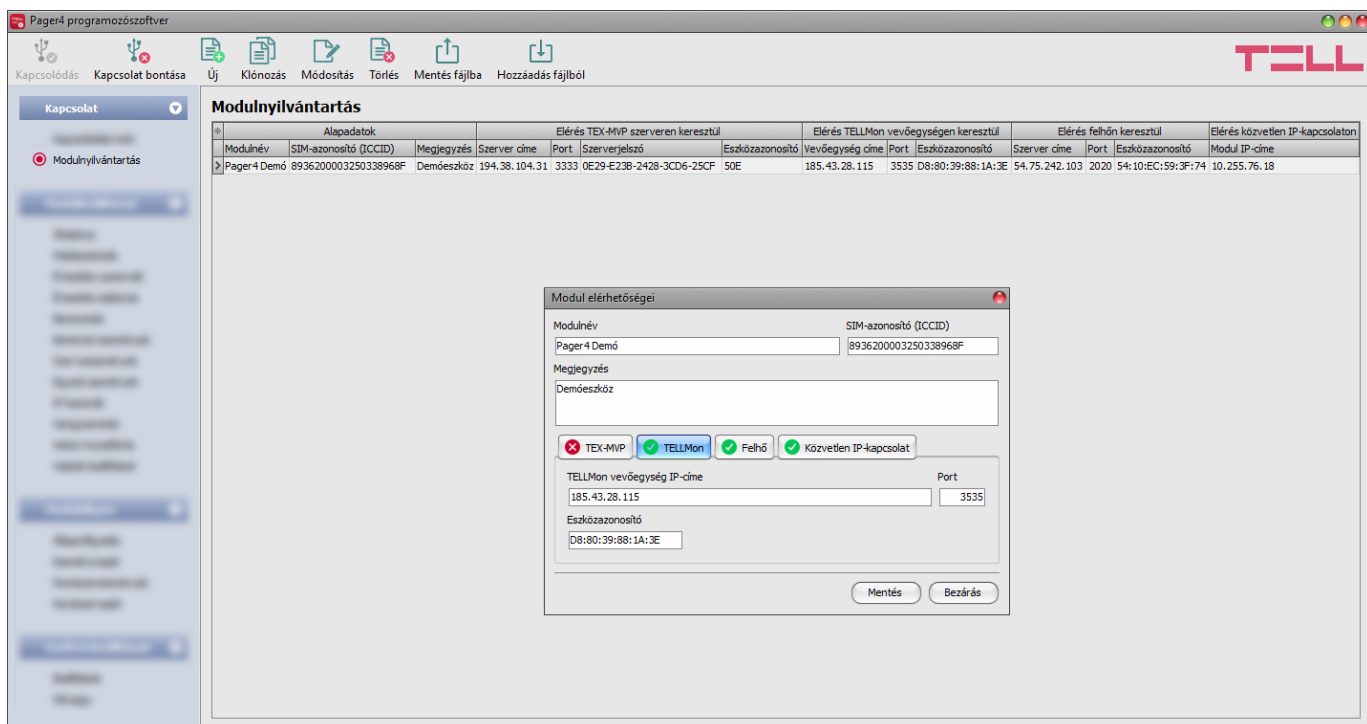 Pager4 programozószoftver
Kapcsolódás Kapcsolat bontása Új Klónozás Módosítás Törlés Mentés fájlba Hozzáadás fájlból
TELL
Kapcsolat
Modulnyilvántartás
Modulnyilvántartás
Alapadatok Elérés TEX-MVP szerveren keresztül Elérés TELLMon vevőegységen keresztül Elérés felhőn keresztül Elérés közvetlen IP-kapcsolaton
Modulnév SIM-azonosító (ICCID) Megjegyzés Szerver címe Port Szerverjelszó Eszközazonosító Vevőegység címe Port Eszközazonosító Szerver címe Port Eszközazonosító Modul IP-címe
Pager4 Demó 8936200003250338968F Demóeszköz 194.38.104.31 3333 0E29-E23B-2428-3CD6-25CF 50E 185.43.28.115 3535 D8:80:39:88:1A:3E 54.75.242.103 2020 54:10:EC:59:3F:74 10.255.76.18
Modul elérhetőségei
Modulnév SIM-azonosító (ICCID)
Pager4 Demó 8936200003250338968F
Megjegyzés
Demóeszköz
TEX-MVP TELLMon Felhő Közvetlen IP-kapcsolat
TELLMon vevőegység IP-címe Port
185.43.28.115 3535
Eszközazonosító
D8:80:39:88:1A:3E
Mentés Bezárás